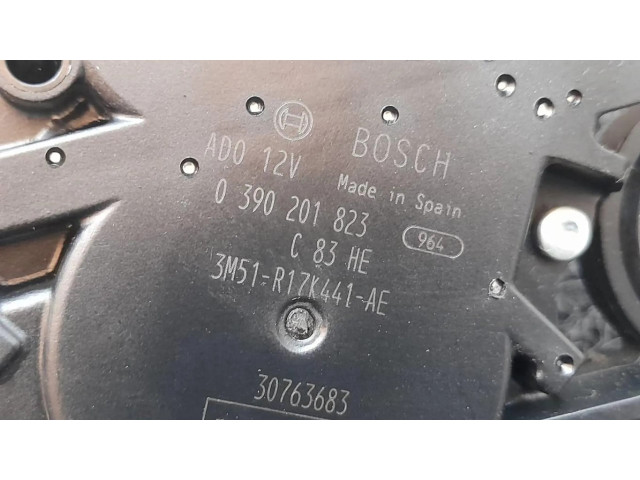 BOSCH
ADO 12V
Made in Spain
0 390 201 823
964
C 83 HE
3M51-R17K441-AE
30763683